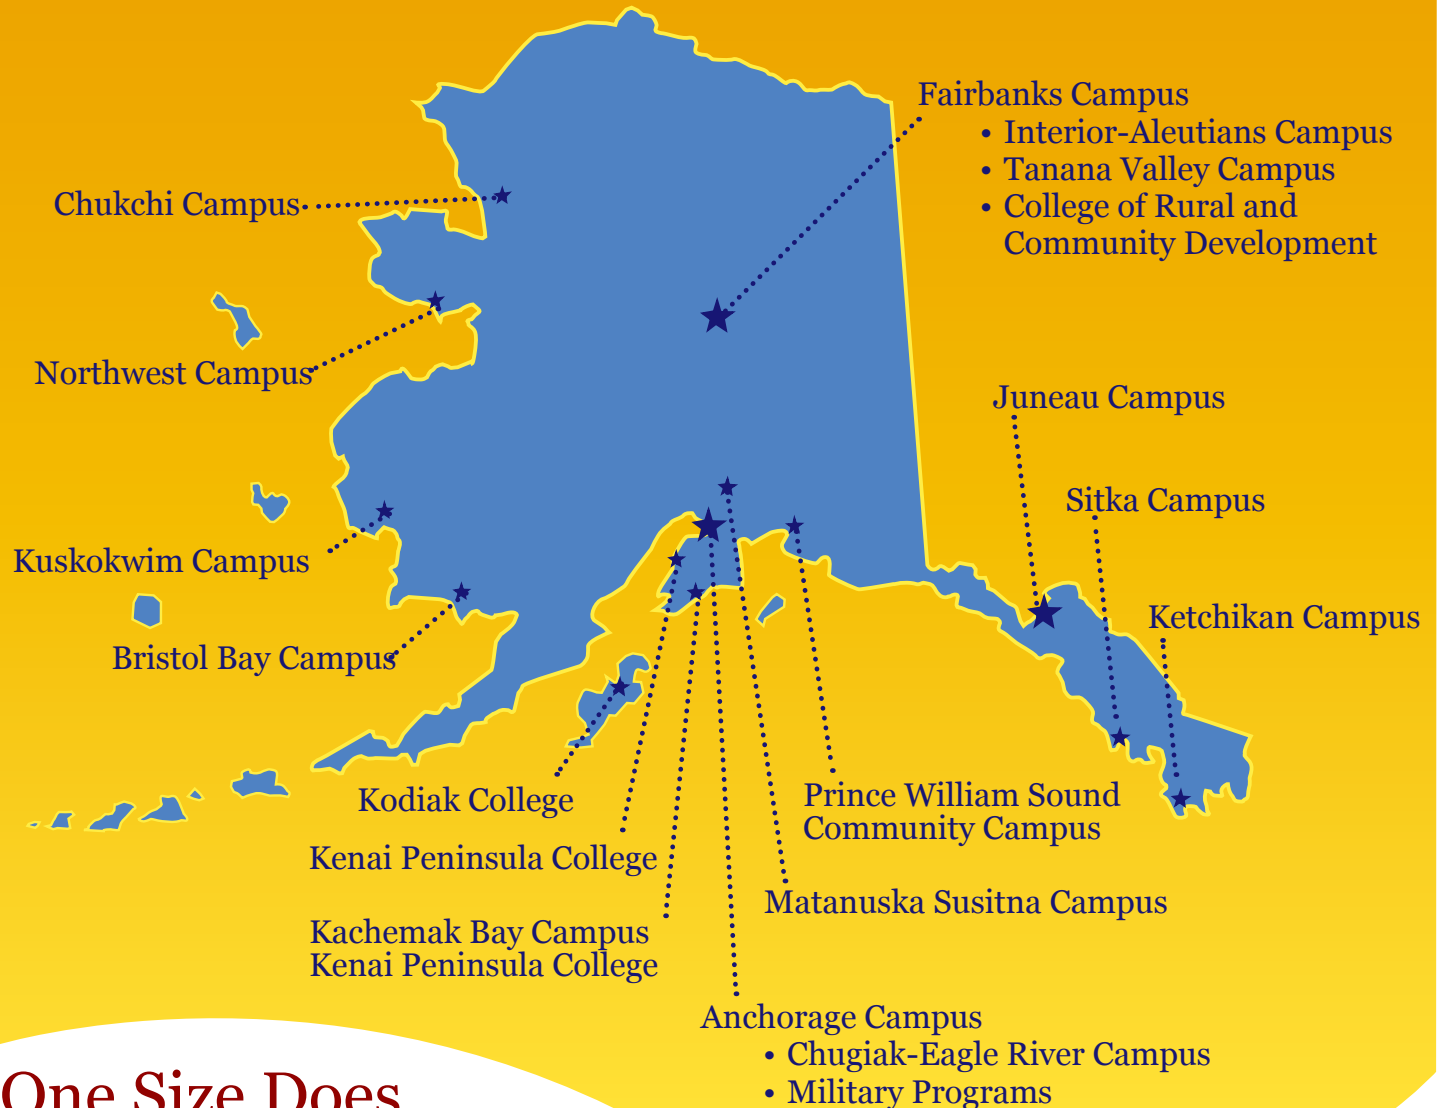 Fairbanks Campus
• Interior-Aleutians Campus
• Tanana Valley Campus
• College of Rural and
Community Development
Chukchi Campus
Northwest Campus
Juneau Campus
Sitka Campus
Kuskokwim Campus
Ketchikan Campus
Bristol Bay Campus
Kodiak College
Prince William Sound
Community Campus
Kenai Peninsula College
Matanuska Susitna Campus
Kachemak Bay Campus
Kenai Peninsula College
Anchorage Campus
• Chugiak-Eagle River Campus
• Military Programs
One Size Does